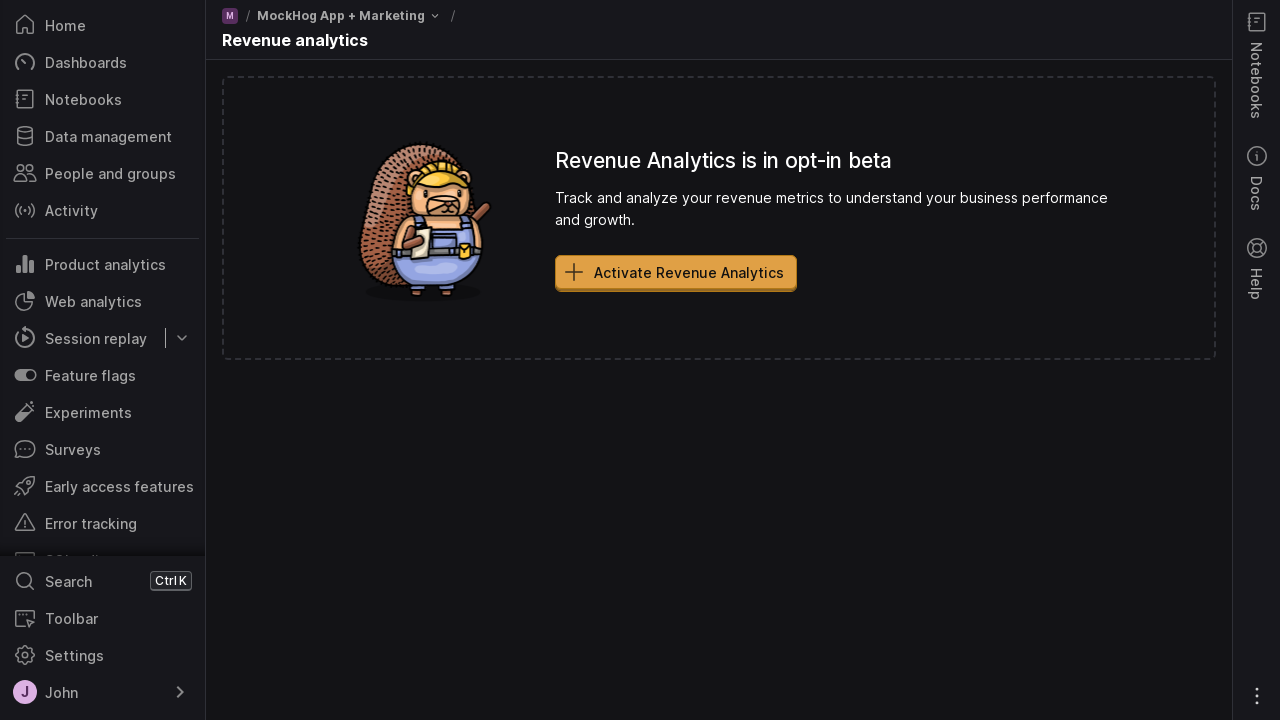 Home
Dashboards
Notebooks
Data management
People and groups
Activity
Product analytics
Web analytics
Session replay
Feature flags
Experiments
Surveys
Early access features
Error tracking
Search Ctrl K
Toolbar
Settings
J John
M / MockHog App + Marketing /
Revenue analytics
Revenue Analytics is in opt-in beta
Track and analyze your revenue metrics to understand your business performance
and growth.
Activate Revenue Analytics
Notebooks
Docs
Help